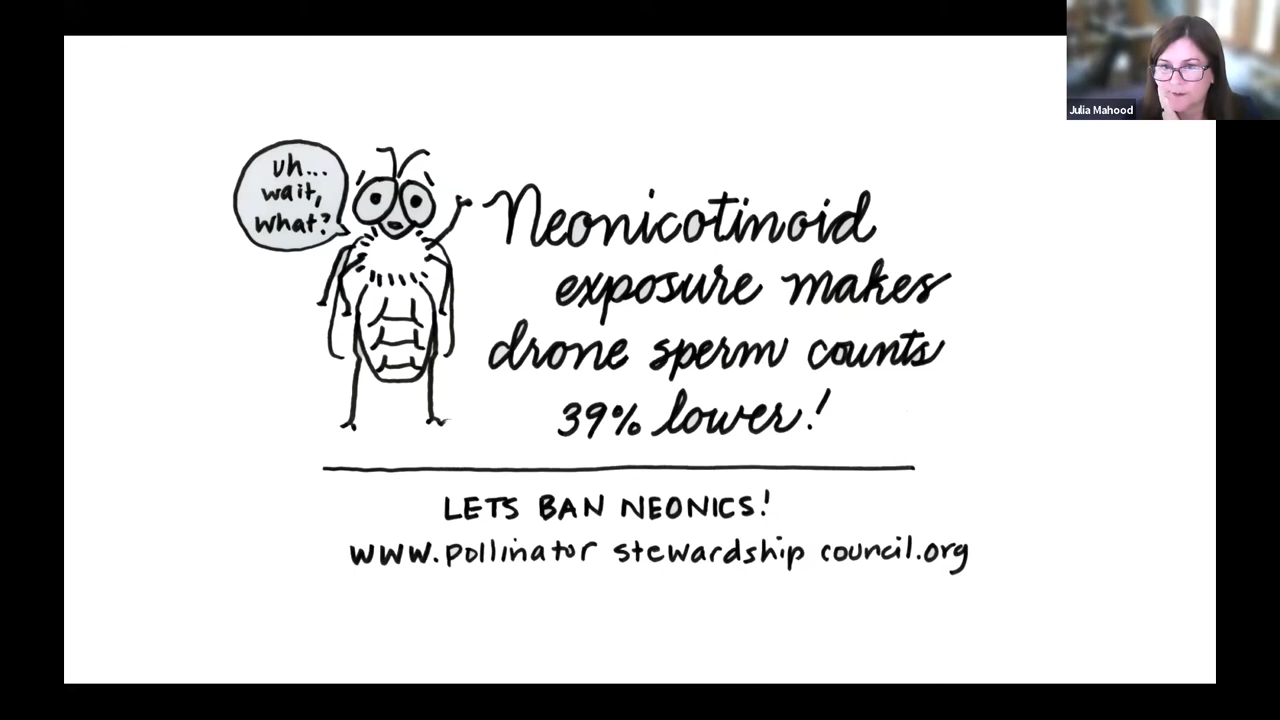 uh...
wait,
what?
Neonicotinoid
exposure makes
drone sperm counts
39% lower!
LETS BAN NEONICS!
www.pollinator stewardship council.org
Julia Mahood